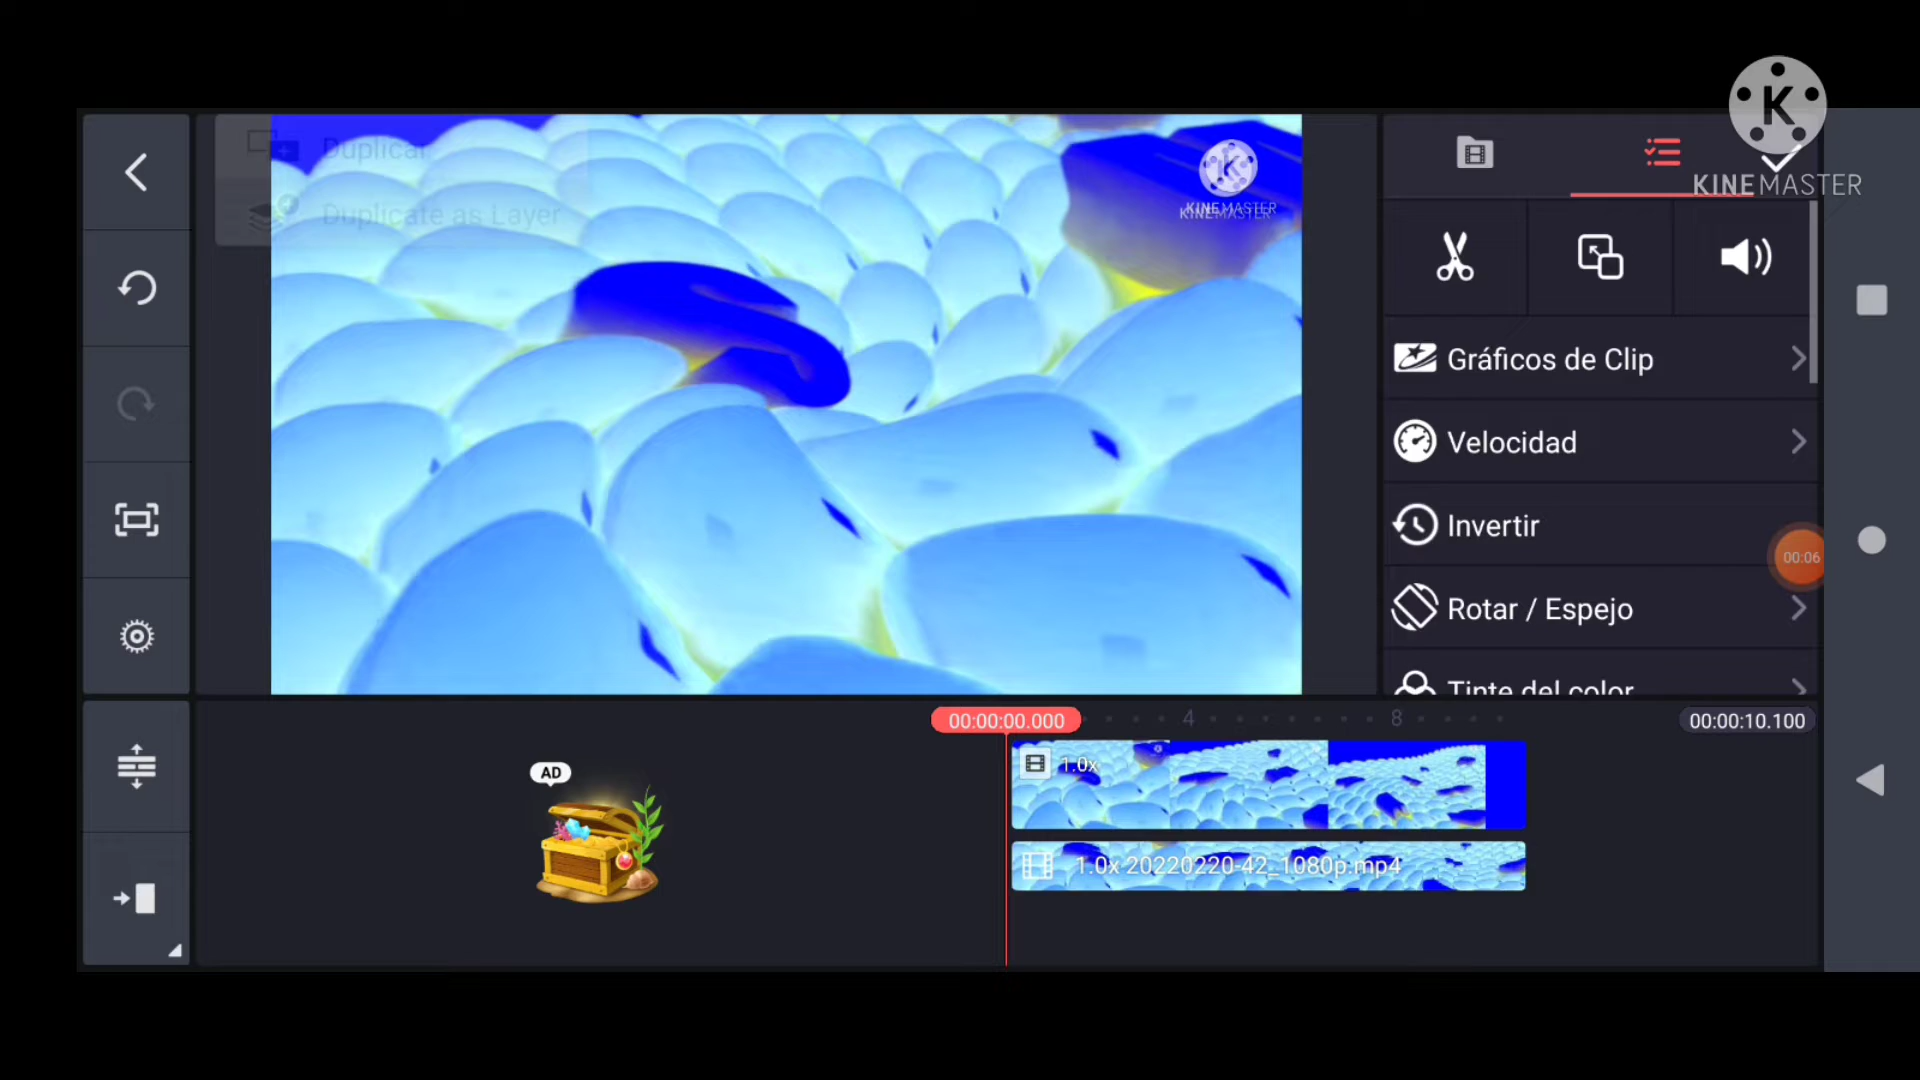 Duplicar
Duplicate as Layer
K
KINEMASTER
K
KINEMASTER
Gráficos de Clip
Velocidad
Invertir
00:06
Rotar / Espejo
Tinte del color
00:00:00.000
4
8
00:00:10.100
AD
1.0x
1.0x 20220220-42_1080p.mp4